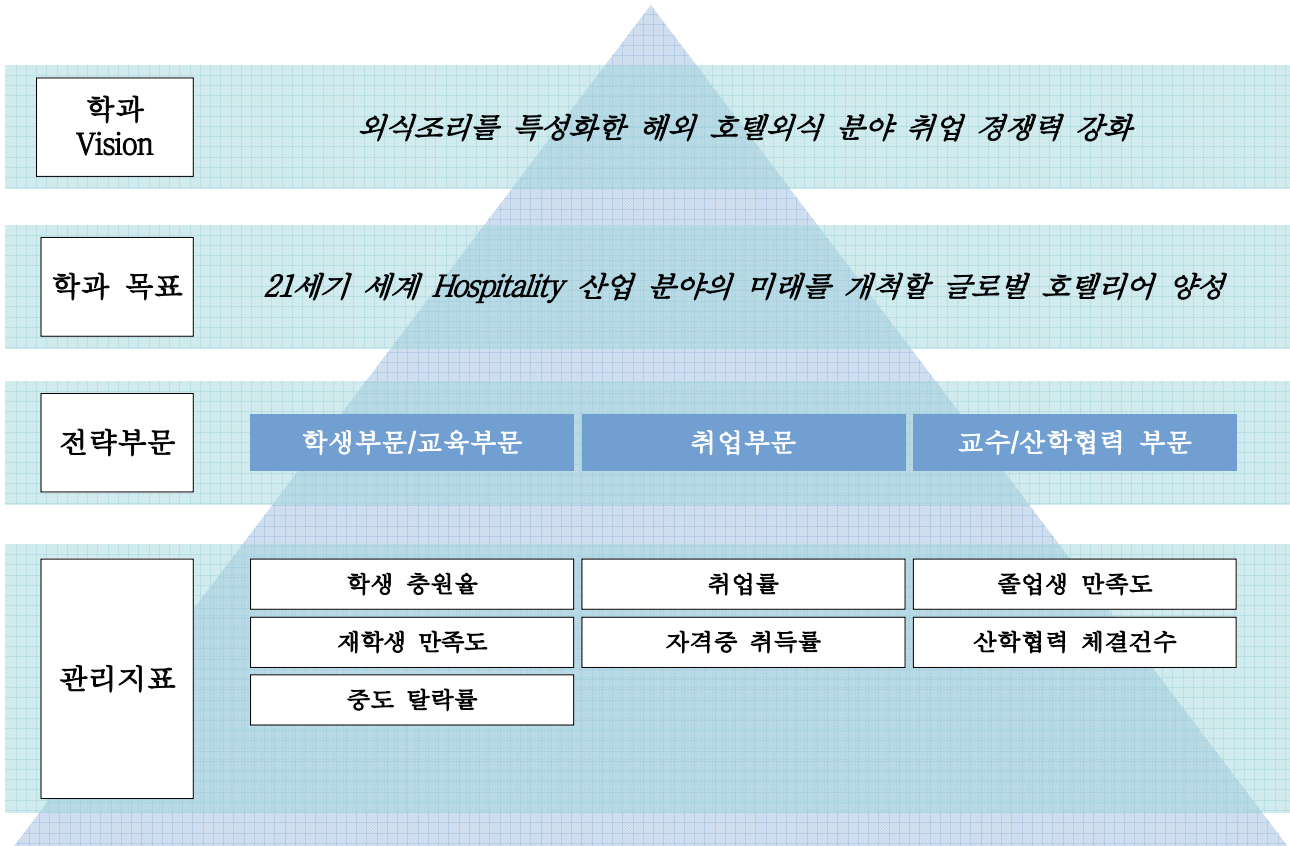 학과
Vision
외식조리를 특성화한 해외 호텔외식 분야 취업 경쟁력 강화
학과 목표
21세기 세계 Hospitality 산업 분야의 미래를 개척할 글로벌 호텔리어 양성
전략부문
학생부문/교육부문
취업부문
교수/산학협력 부문
관리지표
학생 충원율
취업률
졸업생 만족도
재학생 만족도
자격증 취득률
산학협력 체결건수
중도 탈락률